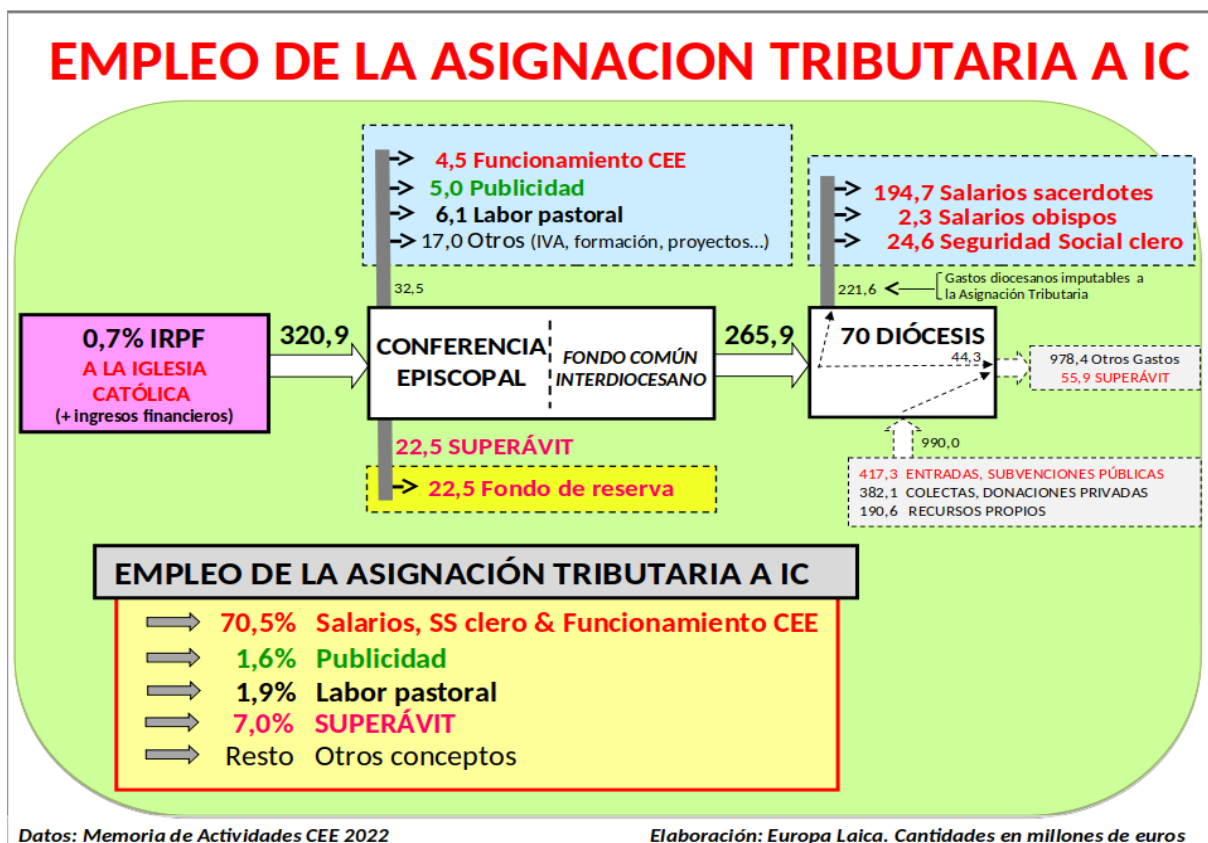 EMPLEO DE LA ASIGNACION TRIBUTARIA A IC
4,5 Funcionamiento CEE
5,0 Publicidad
6,1 Labor pastoral
17,0 Otros (IVA, formación, proyectos...)
32,5
194,7 Salarios sacerdotes
2,3 Salarios obispos
24,6 Seguridad Social clero
221,6
Gastos diocesanos imputables a
la Asignación Tributaria
0,7% IRPF
A LA IGLESIA
CATÓLICA
(+ ingresos financieros)
320,9
CONFERENCIA
EPISCOPAL
FONDO COMÚN
INTERDIOCESANO
265,9
70 DIÓCESIS
44,3
978,4 Otros Gastos
55,9 SUPERÁVIT
990,0
417,3 ENTRADAS, SUBVENCIONES PÚBLICAS
382,1 COLECTAS, DONACIONES PRIVADAS
190,6 RECURSOS PROPIOS
22,5 SUPERÁVIT
22,5 Fondo de reserva
EMPLEO DE LA ASIGNACIÓN TRIBUTARIA A IC
70,5% Salarios, SS clero & Funcionamiento CEE
1,6% Publicidad
1,9% Labor pastoral
7,0% SUPERÁVIT
Resto Otros conceptos
Datos: Memoria de Actividades CEE 2022
Elaboración: Europa Laica. Cantidades en millones de euros